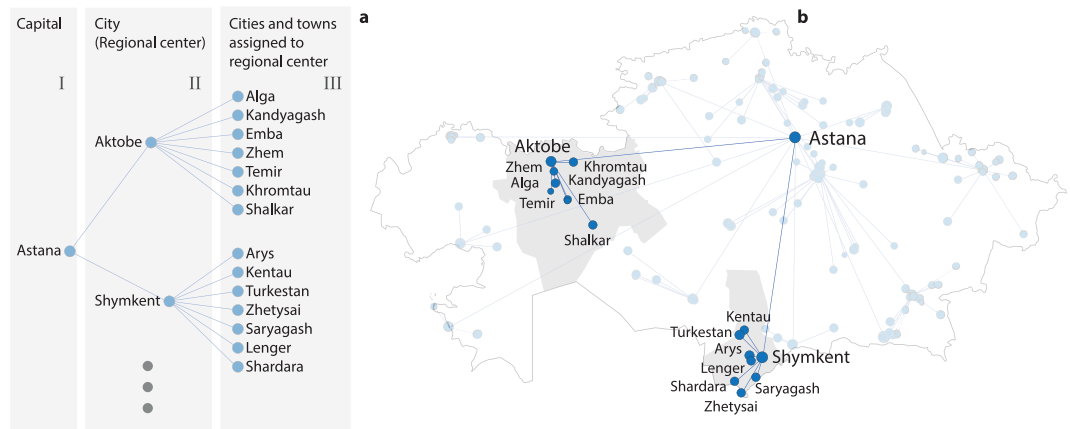 Capital
City
(Regional center)
Cities and towns
assigned to
regional center
I
II
III
Alga
Kandyagash
Emba
Zhem
Temir
Khromtau
Shalkar
Aktobe
Astana
Shymkent
Arys
Kentau
Turkestan
Zhetysai
Saryagash
Lenger
Shardara
a
b
Astana
Aktobe
Zhem
Khromtau
Alga
Kandyagash
Temir
Emba
Shalkar
Kentau
Turkestan
Arys
Shymkent
Lenger
Shardara
Saryagash
Zhetysai